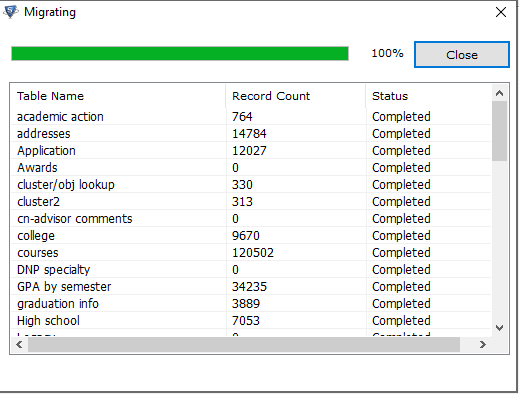 Migrating
100% Close
Table Name Record Count Status
academic action 764 Completed
addresses 14784 Completed
Application 12027 Completed
Awards 0 Completed
cluster/obj lookup 330 Completed
cluster2 313 Completed
cn-advisor comments 0 Completed
college 9670 Completed
courses 120502 Completed
DNP specialty 0 Completed
GPA by semester 34235 Completed
graduation info 3889 Completed
High school 7053 Completed